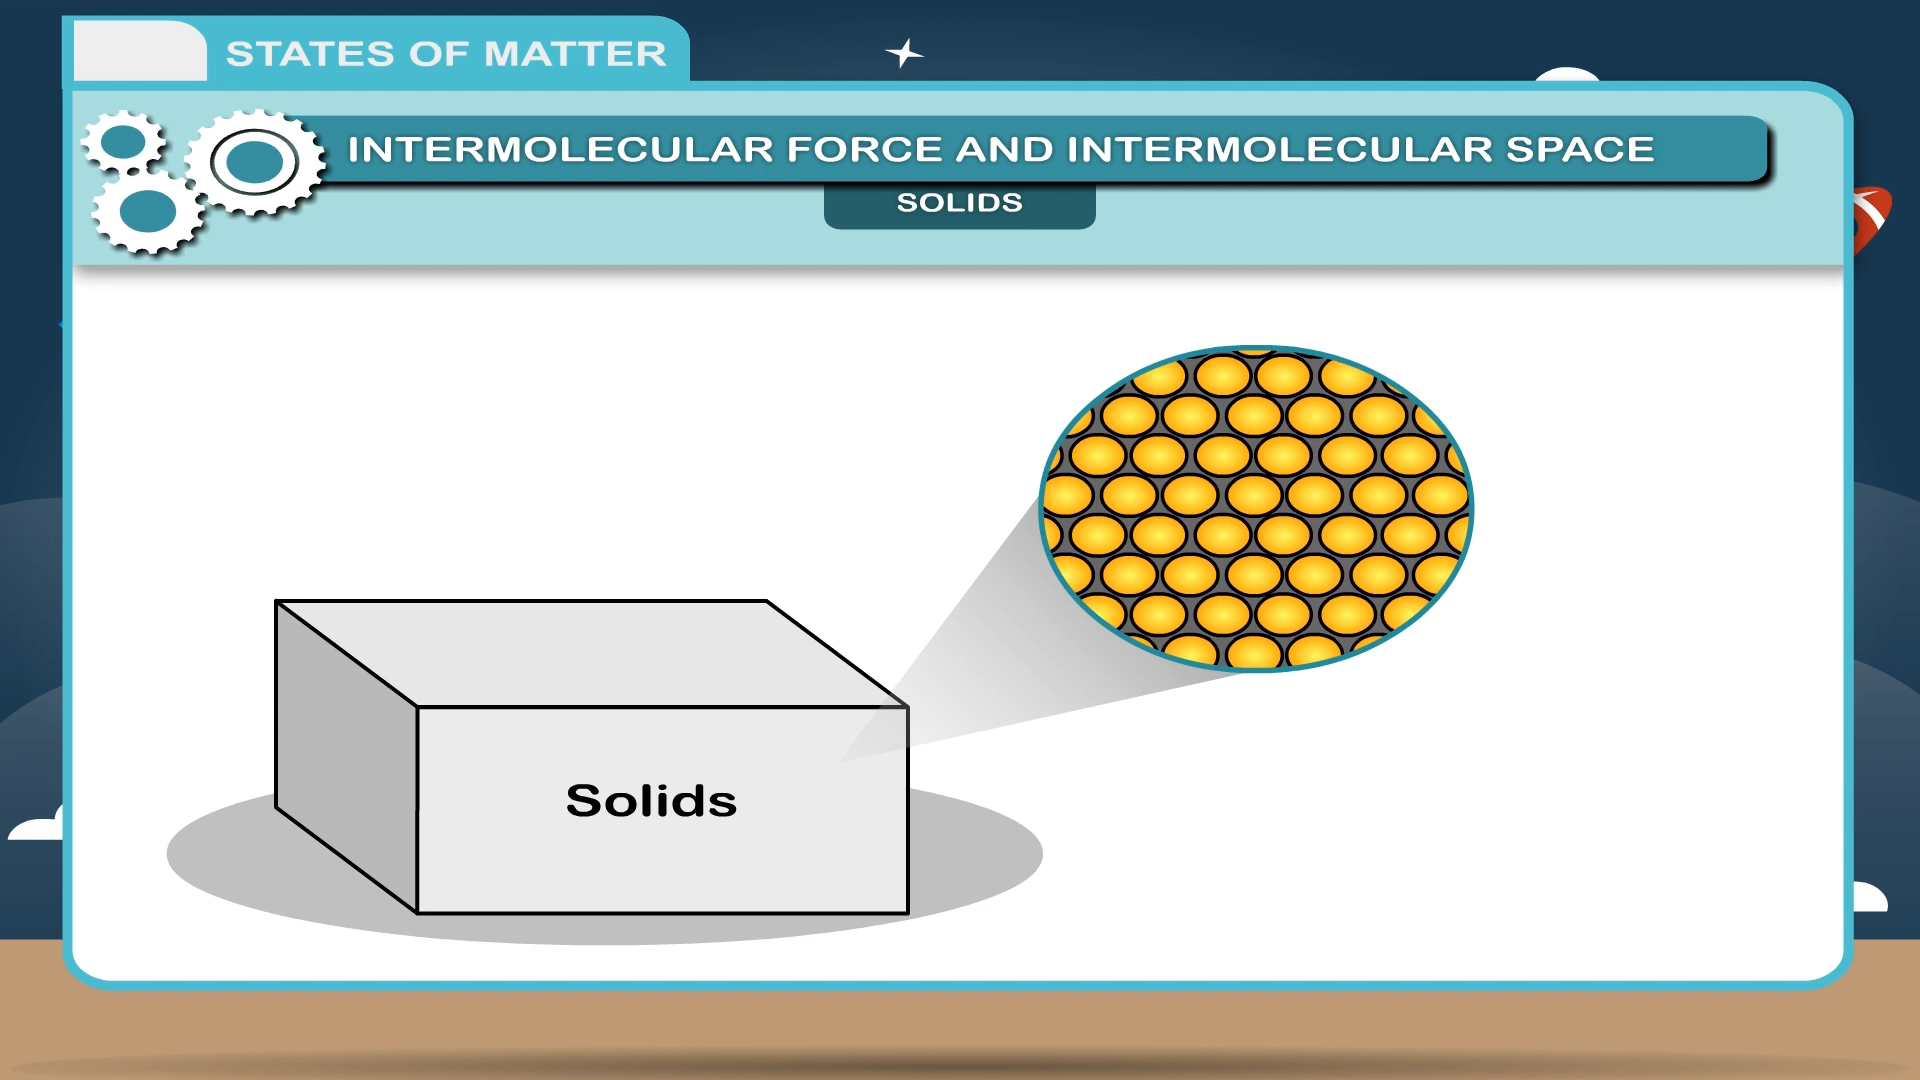 STATES OF MATTER
INTERMOLECULAR FORCE AND INTERMOLECULAR SPACE
SOLIDS
Solids